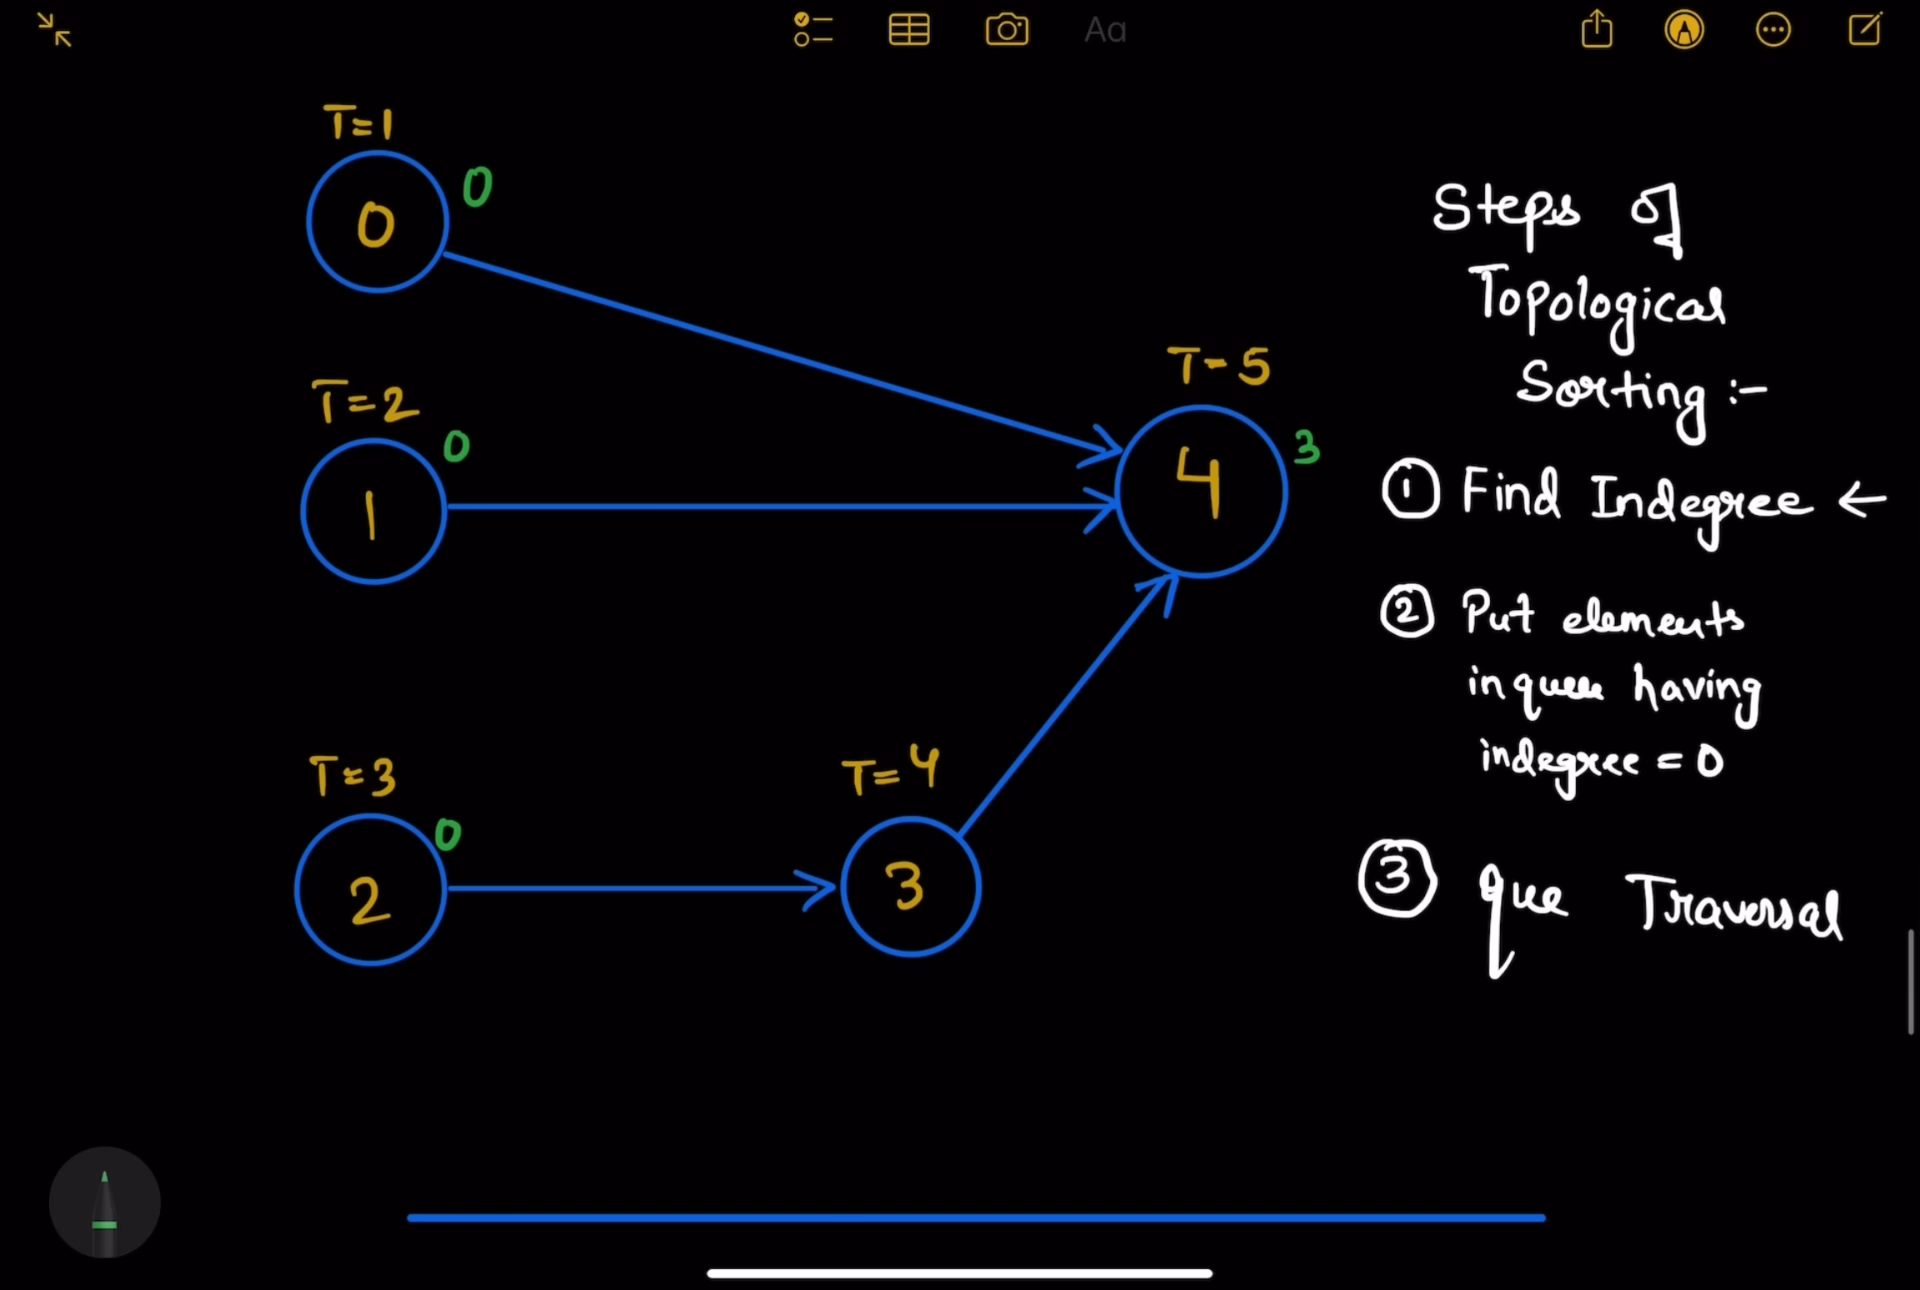 Aa
T=1
0
0
T=2
0
1
T-5
4
3
T=3
0
2
T=4
3
Steps of
Topological
Sorting :-
① Find Indegree ←
② Put elements
in queue having
indegree = 0
③ que Traversal